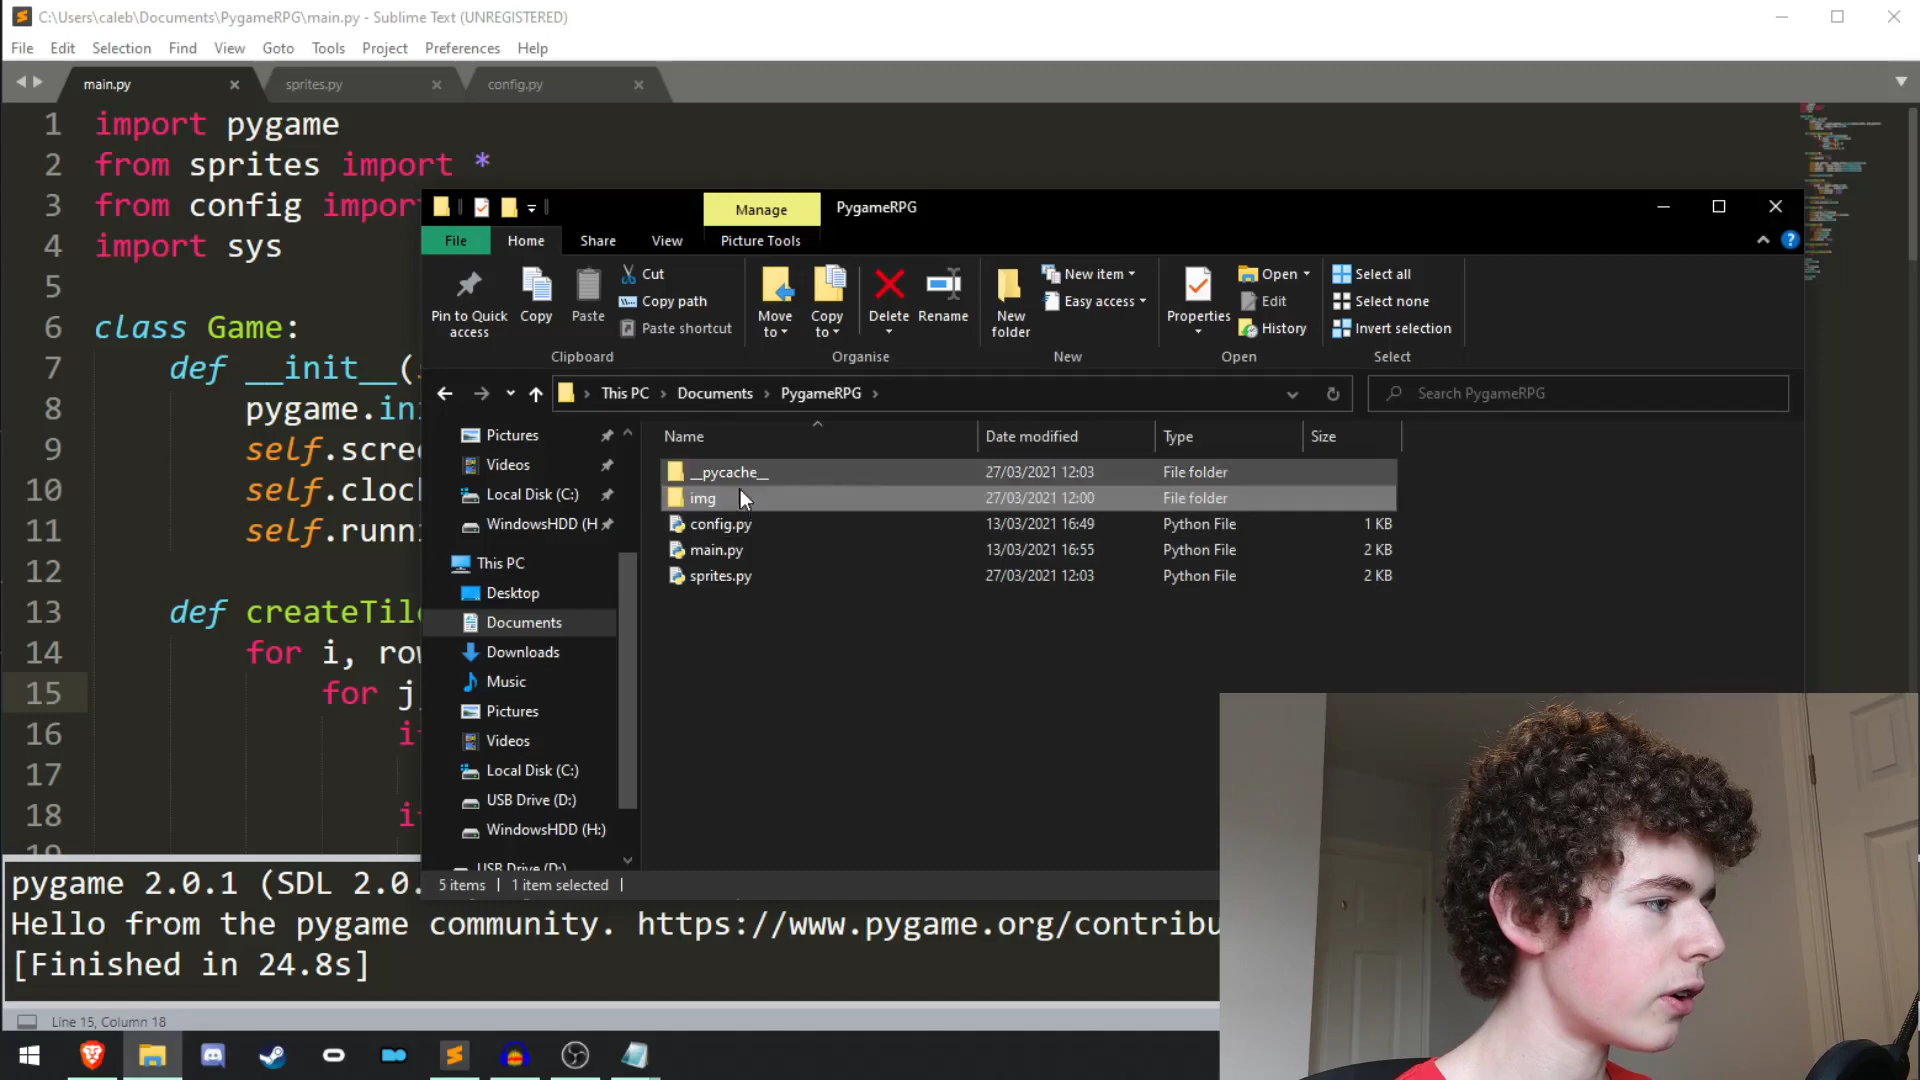 C:\Users\caleb\Documents\PygameRPG\main.py - Sublime Text (UNREGISTERED)
File Edit Selection Find View Goto Tools Project Preferences Help
main.py sprites.py config.py
1 import pygame
2 from sprites import *
3 from config impor
4 import sys
5
6 class Game:
7 def __init__(
8 pygame.in
9 self.scree
10 self.cloc
11 self.runni
12
13 def createTil
14 for i, row
15 for j
16 i
17
18 i
19
Manage PygameRPG
File Home Share View Picture Tools
Pin to Quick access
Copy
Paste
Cut
Copy path
Paste shortcut
Clipboard
Move to
Copy to
Delete
Rename
Organise
New folder
New item
Easy access
New
Properties
Open
Edit
History
Open
Select all
Select none
Invert selection
Select
This PC > Documents > PygameRPG >
Search PygameRPG
Pictures
Videos
Local Disk (C:)
WindowsHDD (H
This PC
Desktop
Documents
Downloads
Music
Pictures
Videos
Local Disk (C:)
USB Drive (D:)
WindowsHDD (H:)
USB Drive (D:)
Name Date modified Type Size
__pycache__ 27/03/2021 12:03 File folder
img 27/03/2021 12:00 File folder
config.py 13/03/2021 16:49 Python File 1 KB
main.py 13/03/2021 16:55 Python File 2 KB
sprites.py 27/03/2021 12:03 Python File 2 KB
5 items 1 item selected
pygame 2.0.1 (SDL 2.0.
Hello from the pygame community. https://www.pygame.org/contribu
[Finished in 24.8s]
Line 15, Column 18